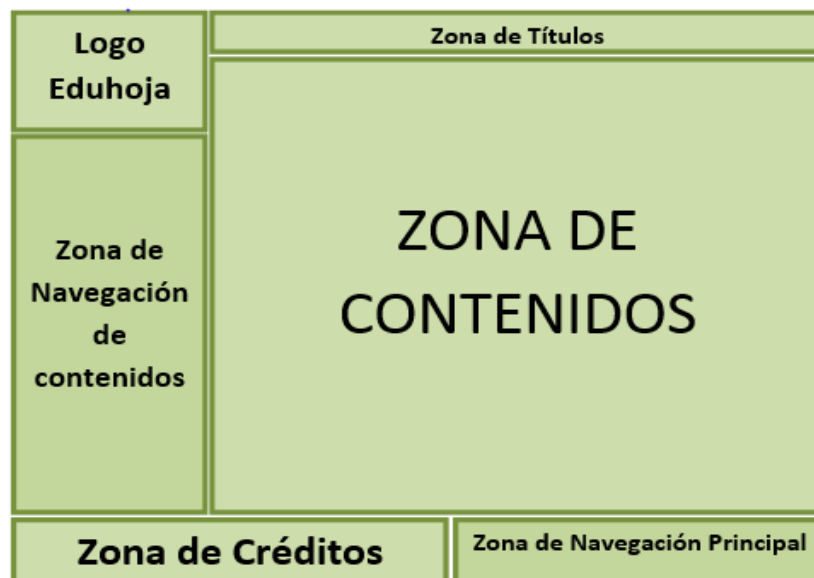 Logo
Eduhoja
Zona de Títulos
Zona de
Navegación
de
contenidos
ZONA DE
CONTENIDOS
Zona de Créditos
Zona de Navegación Principal